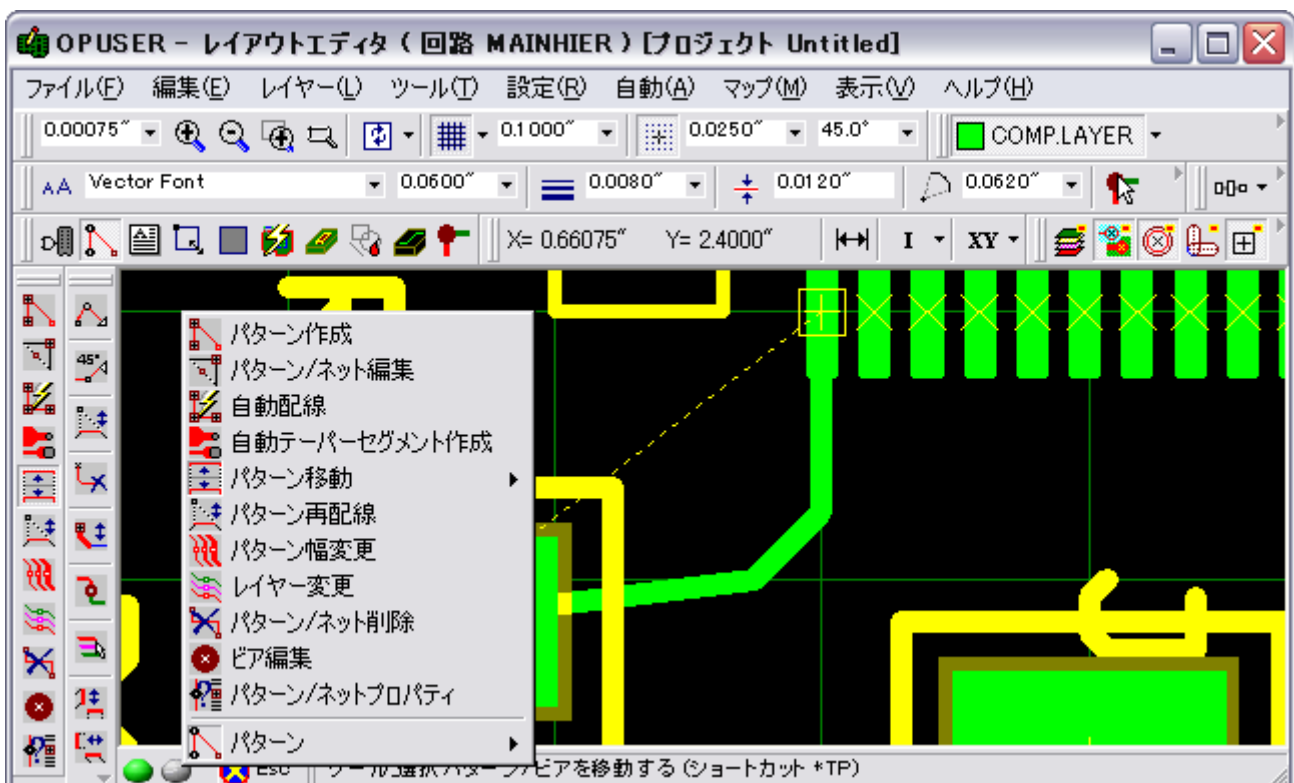 OPUSER - レイアウトエディタ ( 回路 MAINHIER ) [プロジェクト Untitled]
ファイル(F) 編集(E) レイヤー(L) ツール(T) 設定(R) 自動(A) マップ(M) 表示(V) ヘルプ(H)
0.00075" 0.1000" 0.0250" 45.0° COMP.LAYER
AA Vector Font 0.0600" 0.0080" 0.0120" 0.0620"
X= 0.66075" Y= 2.4000" I XY
45°
パターン作成
パターン/ネット編集
自動配線
自動テーパーセグメント作成
パターン移動
パターン再配線
パターン幅変更
レイヤー変更
パターン/ネット削除
ビア編集
パターン/ネットプロパティ
パターン
Esc ツール選択 パターン/ビアを移動する (ショートカット *TP)